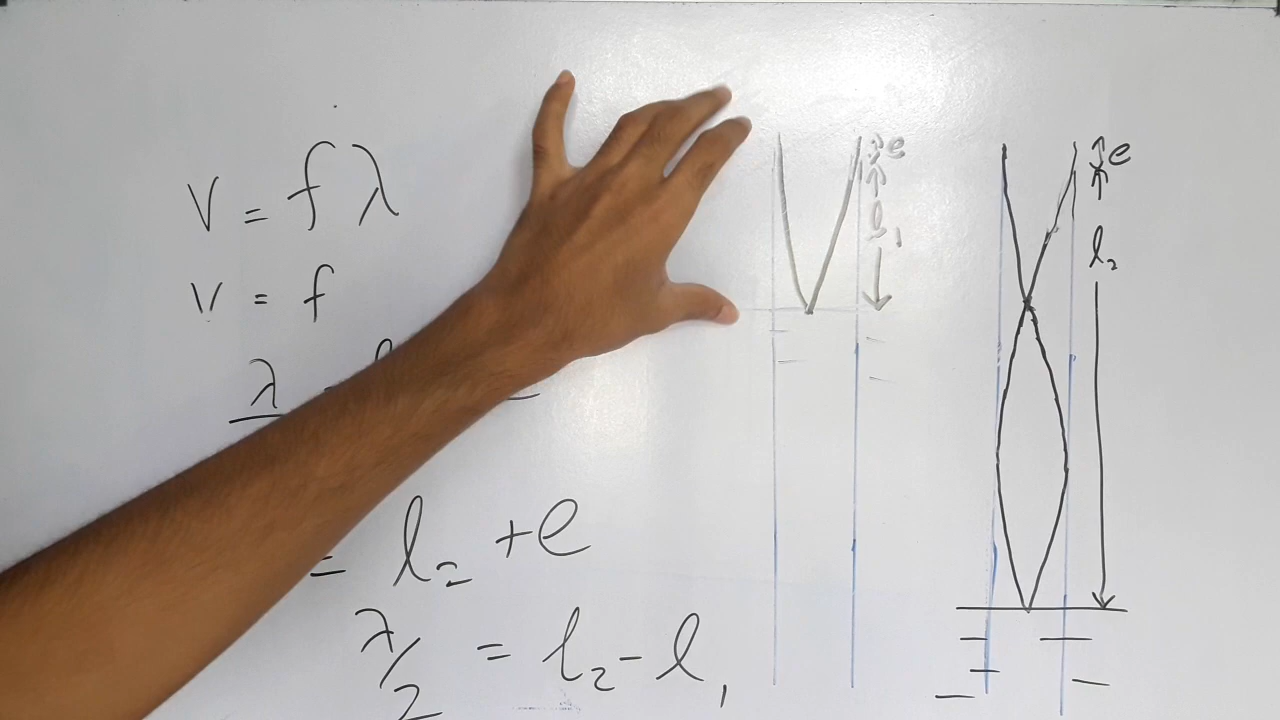 V = f λ
V = f
λ
= l₂ + e
λ/2 = l₂ - l₁
e
l₁
e
l₂